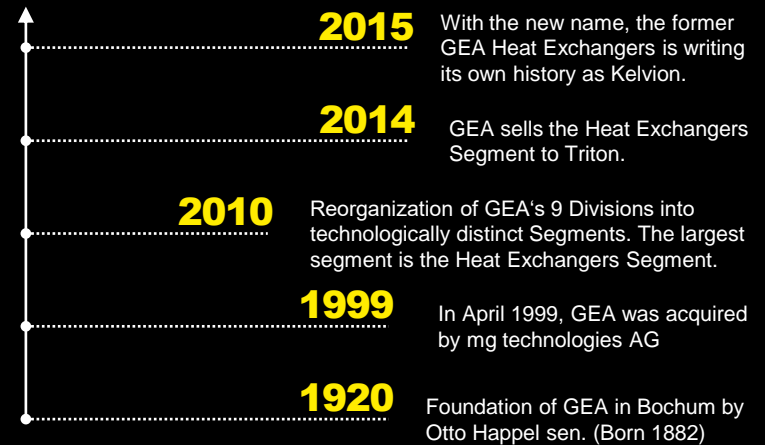 2015
With the new name, the former
GEA Heat Exchangers is writing
its own history as Kelvion.
2014
GEA sells the Heat Exchangers
Segment to Triton.
2010
Reorganization of GEA‘s 9 Divisions into
technologically distinct Segments. The largest
segment is the Heat Exchangers Segment.
1999
In April 1999, GEA was acquired
by mg technologies AG
1920
Foundation of GEA in Bochum by
Otto Happel sen. (Born 1882)